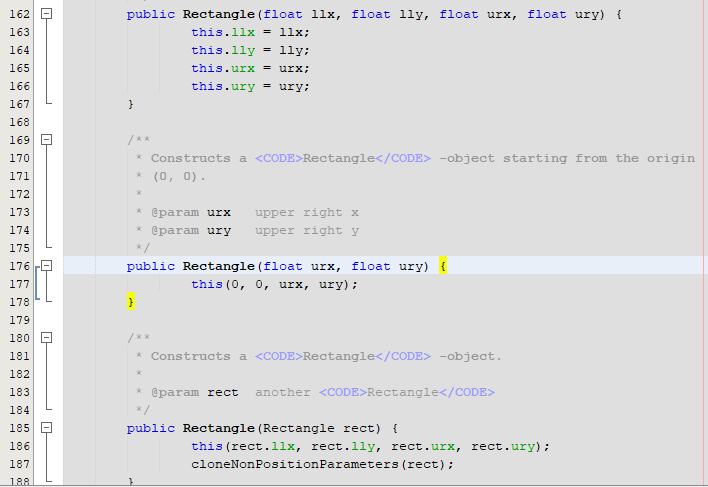 162 public Rectangle(float llx, float lly, float urx, float ury) {
163 this.llx = llx;
164 this.lly = lly;
165 this.urx = urx;
166 this.ury = ury;
167 }
168
169 /**
170 * Constructs a <CODE>Rectangle</CODE> -object starting from the origin
171 * (0, 0).
172 *
173 * @param urx upper right x
174 * @param ury upper right y
175 */
176 public Rectangle(float urx, float ury) {
177 this(0, 0, urx, ury);
178 }
179
180 /**
181 * Constructs a <CODE>Rectangle</CODE> -object.
182 *
183 * @param rect another <CODE>Rectangle</CODE>
184 */
185 public Rectangle(Rectangle rect) {
186 this(rect.llx, rect.lly, rect.urx, rect.ury);
187 cloneNonPositionParameters(rect);
188 }